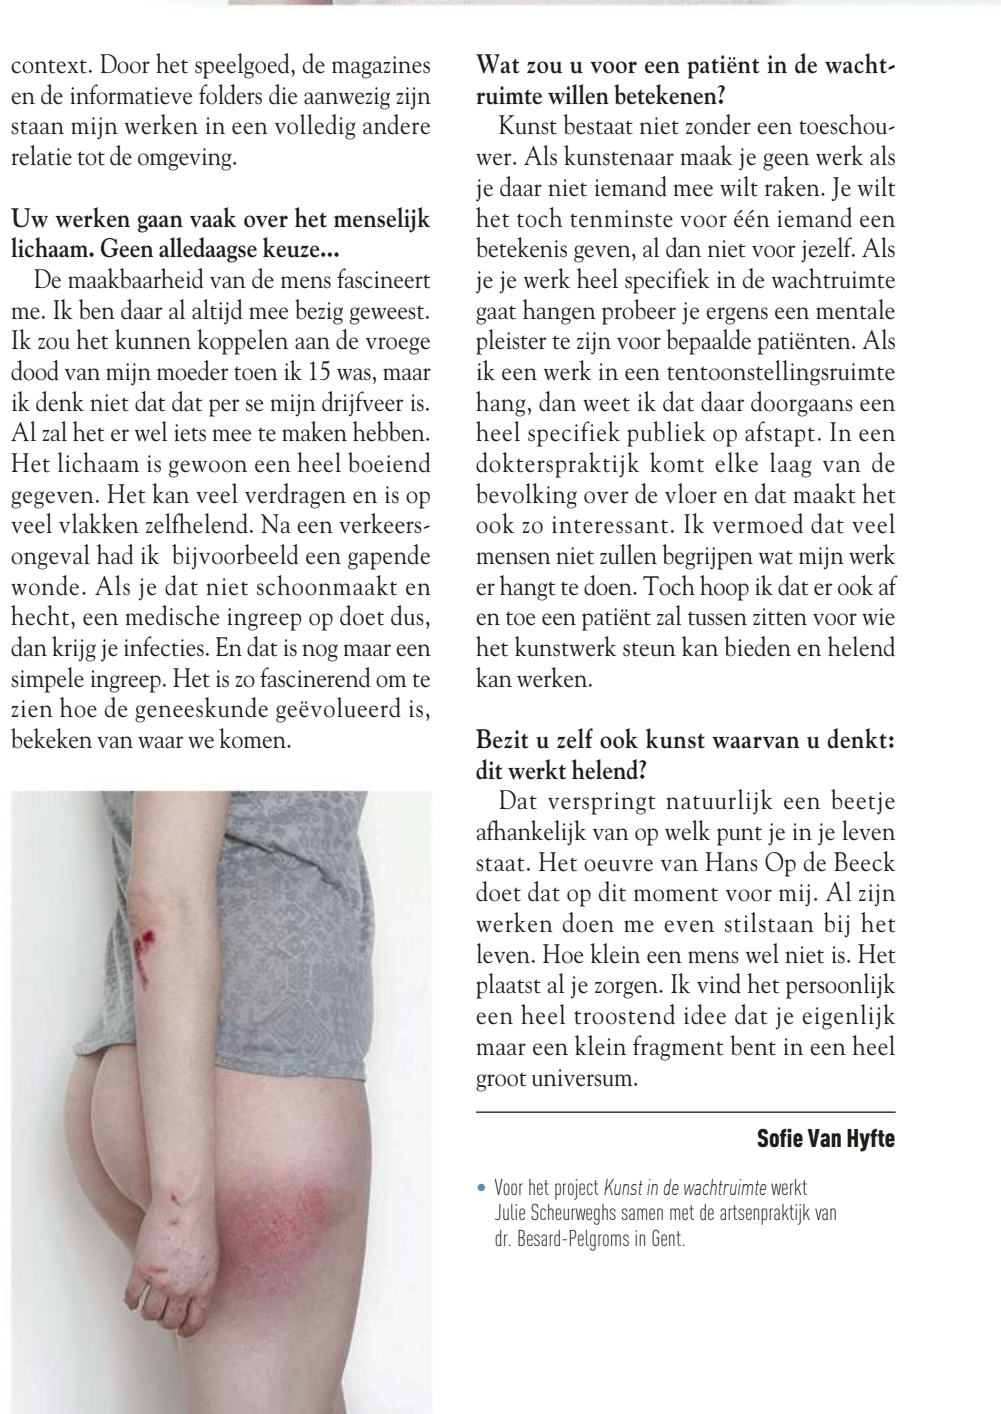 context. Door het speelgoed, de magazines
en de informatieve folders die aanwezig zijn
staan mijn werken in een volledig andere
relatie tot de omgeving.
Uw werken gaan vaak over het menselijk
lichaam. Geen alledaagse keuze...
De maakbaarheid van de mens fascineert
me. Ik ben daar al altijd mee bezig geweest.
Ik zou het kunnen koppelen aan de vroege
dood van mijn moeder toen ik 15 was, maar
ik denk niet dat dat per se mijn drijfveer is.
Al zal het er wel iets mee te maken hebben.
Het lichaam is gewoon een heel boeiend
gegeven. Het kan veel verdragen en is op
veel vlakken zelfhelend. Na een verkeers-
ongeval had ik bijvoorbeeld een gapende
wonde. Als je dat niet schoonmaakt en
hecht, een medische ingreep op doet dus,
dan krijg je infecties. En dat is nog maar een
simpele ingreep. Het is zo fascinerend om te
zien hoe de geneeskunde geëvolueerd is,
bekeken van waar we komen.
Wat zou u voor een patiënt in de wacht-
ruimte willen betekenen?
Kunst bestaat niet zonder een toeschou-
wer. Als kunstenaar maak je geen werk als
je daar niet iemand mee wilt raken. Je wilt
het toch tenminste voor één iemand een
betekenis geven, al dan niet voor jezelf. Als
je je werk heel specifiek in de wachtruimte
gaat hangen probeer je ergens een mentale
pleister te zijn voor bepaalde patiënten. Als
ik een werk in een tentoonstellingsruimte
hang, dan weet ik dat daar doorgaans een
heel specifiek publiek op afstapt. In een
dokterspraktijk komt elke laag van de
bevolking over de vloer en dat maakt het
ook zo interessant. Ik vermoed dat veel
mensen niet zullen begrijpen wat mijn werk
er hangt te doen. Toch hoop ik dat er ook af
en toe een patiënt zal tussen zitten voor wie
het kunstwerk steun kan bieden en helend
kan werken.
Bezit u zelf ook kunst waarvan u denkt:
dit werkt helend?
Dat verspringt natuurlijk een beetje
afhankelijk van op welk punt je in je leven
staat. Het oeuvre van Hans Op de Beeck
doet dat op dit moment voor mij. Al zijn
werken doen me even stilstaan bij het
leven. Hoe klein een mens wel niet is. Het
plaatst al je zorgen. Ik vind het persoonlijk
een heel troostend idee dat je eigenlijk
maar een klein fragment bent in een heel
groot universum.
Sofie Van Hyfte
• Voor het project Kunst in de wachtruimte werkt
Julie Scheurweghs samen met de artsenpraktijk van
dr. Besard-Pelgroms in Gent.